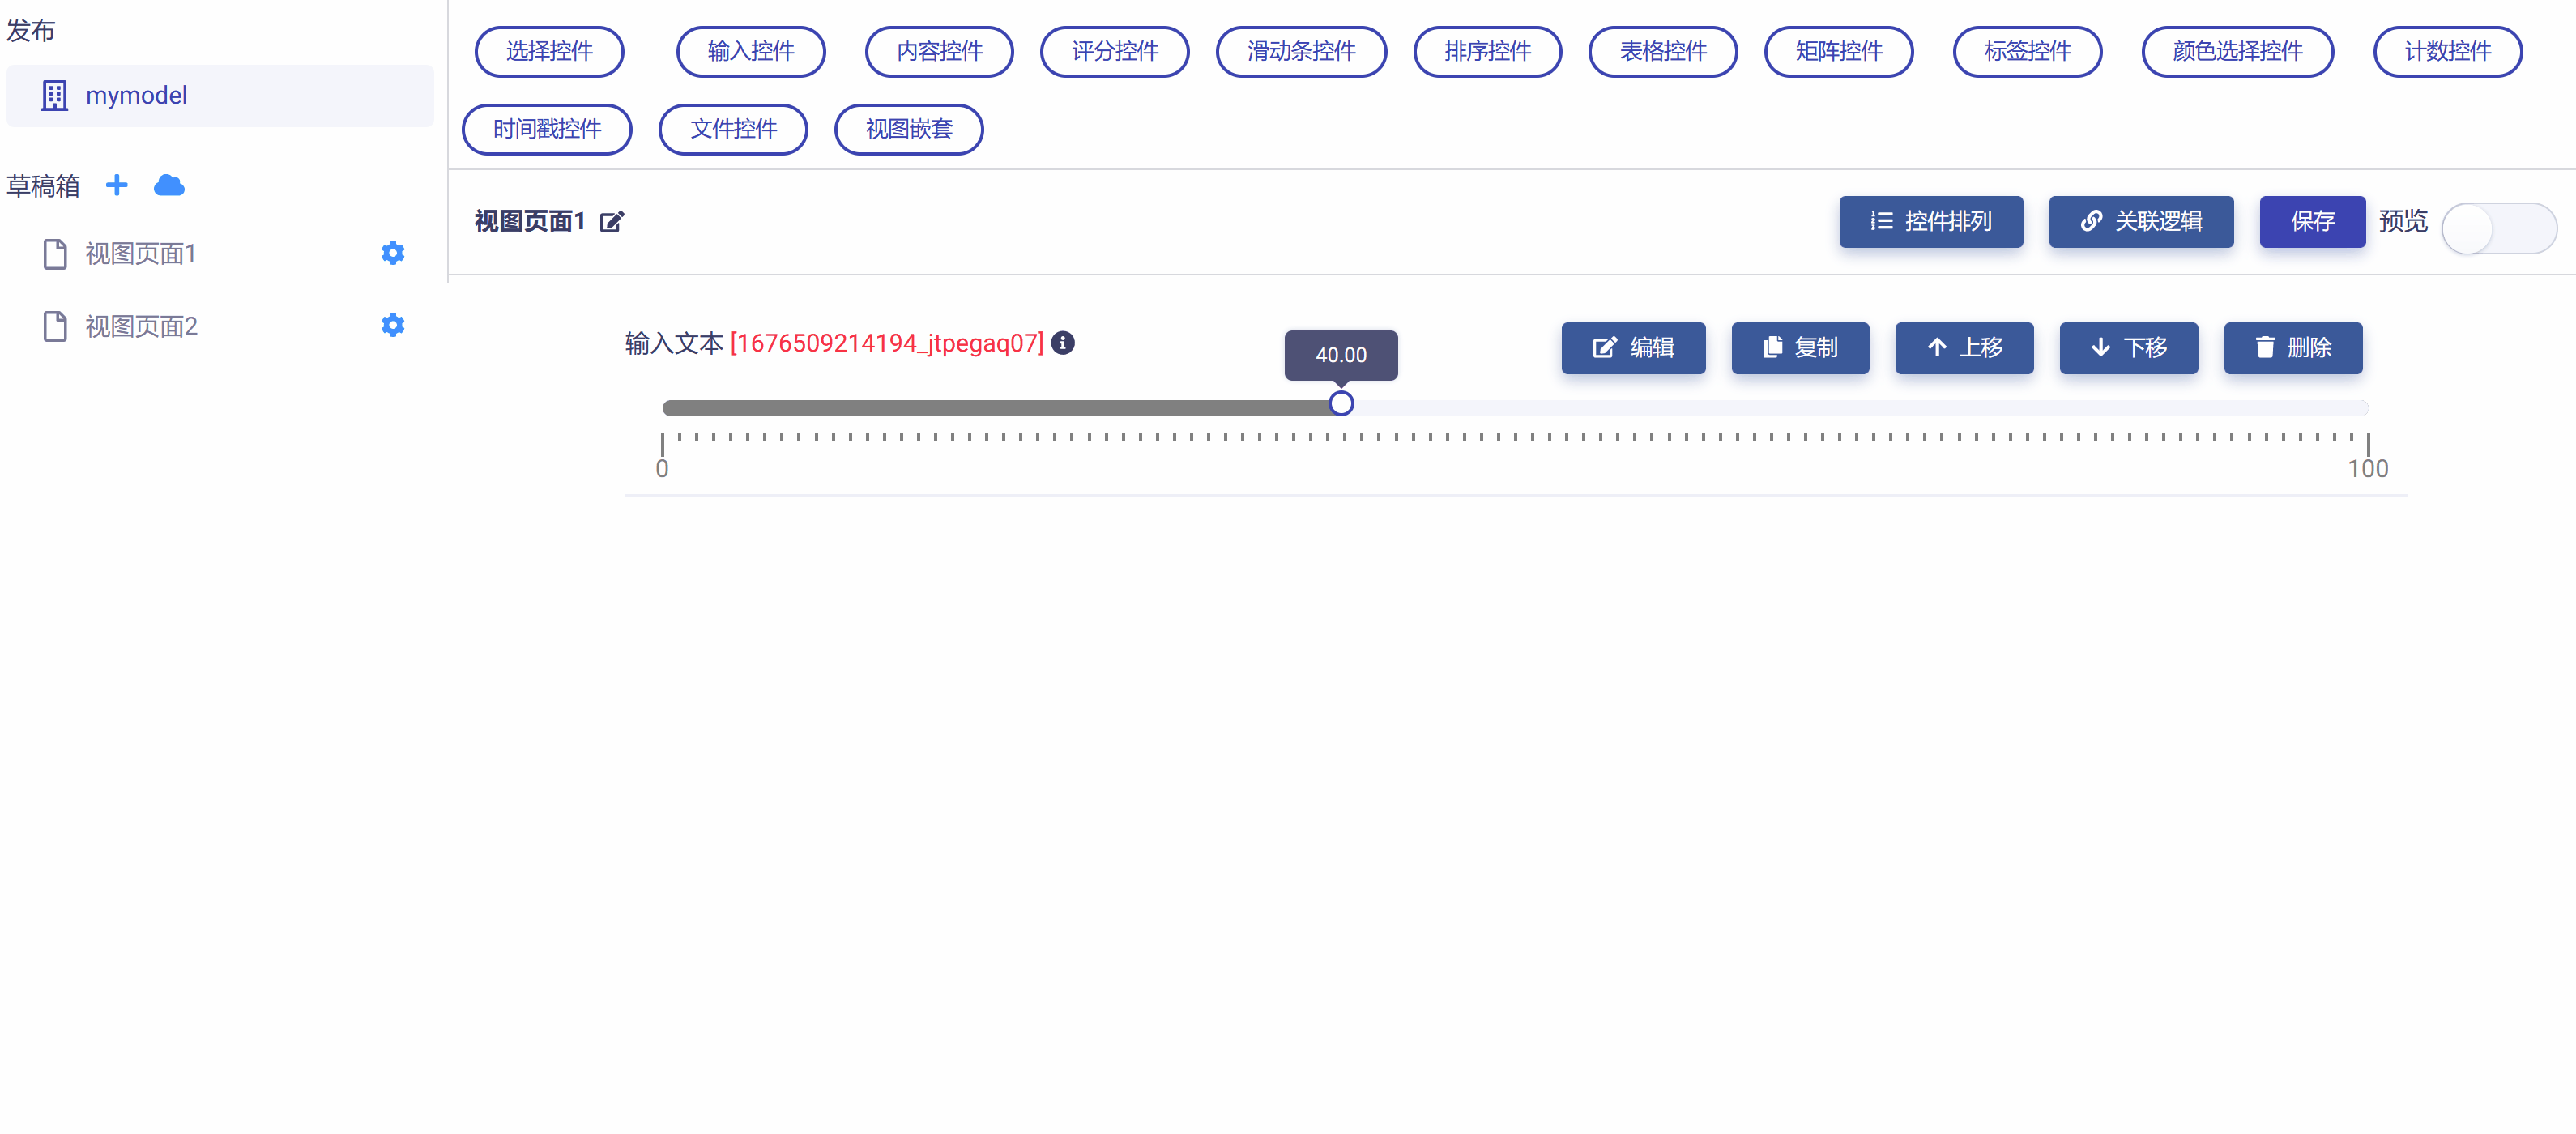 发布
mymodel
草稿箱
视图页面1
视图页面2
选择控件 输入控件 内容控件 评分控件 滑动条控件 排序控件 表格控件 矩阵控件 标签控件 颜色选择控件 计数控件
时间戳控件 文件控件 视图嵌套
视图页面1 控件排列 关联逻辑 保存 预览
输入文本 [1676509214194_jtpegaq07] 40.00 编辑 复制 上移 下移 删除
0 100